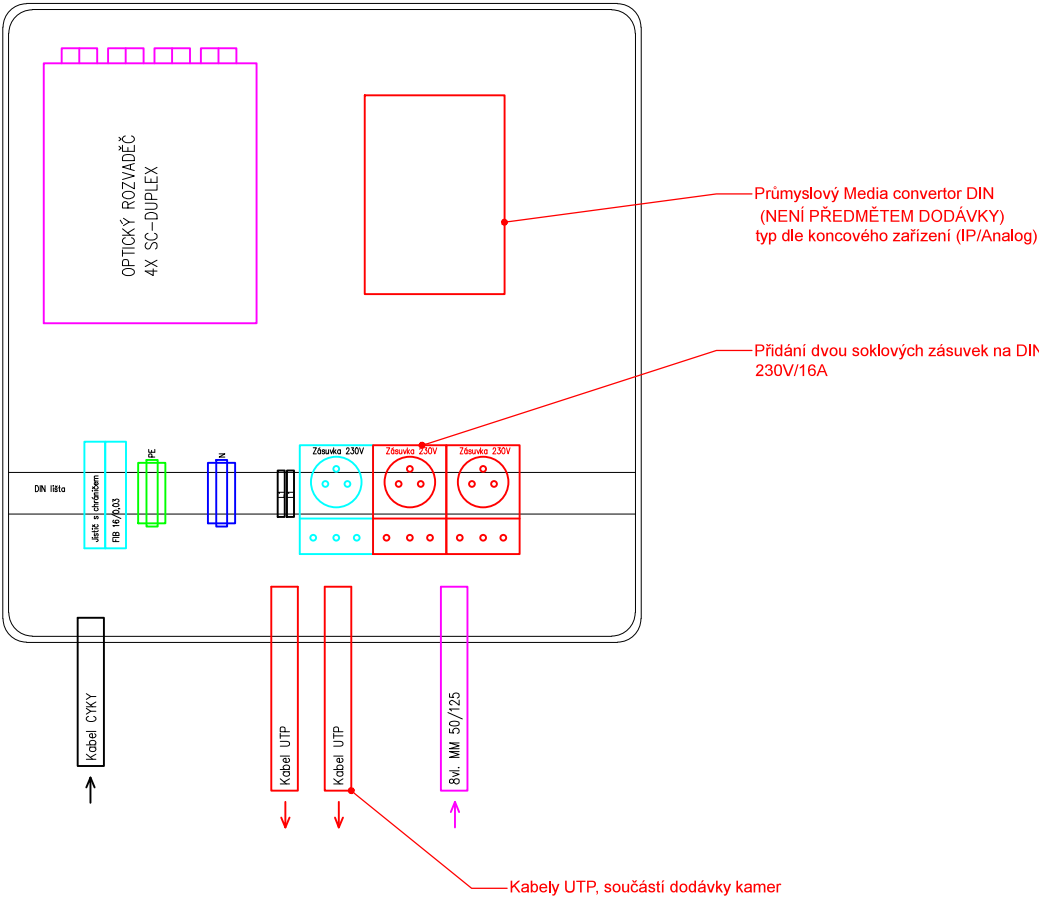 OPTICKÝ ROZVADĚČ
4X SC-DUPLEX
Průmyslový Media convertor DIN
(NENÍ PŘEDMĚTEM DODÁVKY)
typ dle koncového zařízení (IP/Analog)
Přidání dvou soklových zásuvek na DIN
230V/16A
DIN lišta
Jistič s chráničem
FIB 16/0.03
PE
N
Zásuvka 230V
Zásuvka 230V
Zásuvka 230V
Kabel CYKY
Kabel UTP
Kabel UTP
8vl. MM 50/125
Kabely UTP, součástí dodávky kamer